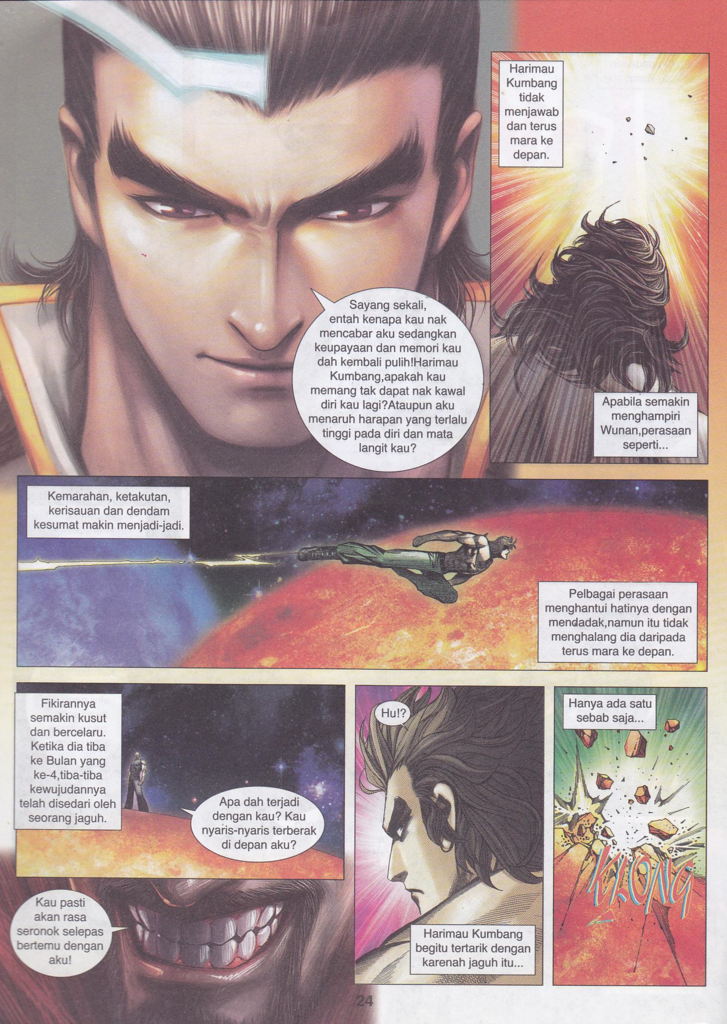 Sayang sekali,
entah kenapa kau nak
mencabar aku sedangkan
keupayaan dan memori kau
dah kembali pulih!Harimau
Kumbang,apakah kau
memang tak dapat nak kawal
diri kau lagi?Ataupun aku
menaruh harapan yang terlalu
tinggi pada diri dan mata
langit kau?
Harimau
Kumbang
tidak
menjawab
dan terus
mara ke
depan.
Apabila semakin
menghampiri
Wunan,perasaan
seperti...
Kemarahan, ketakutan,
kerisauan dan dendam
kesumat makin menjadi-jadi.
Pelbagai perasaan
menghantui hatinya dengan
mendadak,namun itu tidak
menghalang dia daripada
terus mara ke depan.
Fikirannya
semakin kusut
dan bercelaru.
Ketika dia tiba
ke Bulan yang
ke-4,tiba-tiba
kewujudannya
telah disedari oleh
seorang jaguh.
Apa dah terjadi
dengan kau? Kau
nyaris-nyaris terberak
di depan aku?
Kau pasti
akan rasa
seronok selepas
bertemu dengan
aku!
Hu!?
Harimau Kumbang
begitu tertarik dengan
karenah jaguh itu...
Hanya ada satu
sebab saja...
KLONG
24